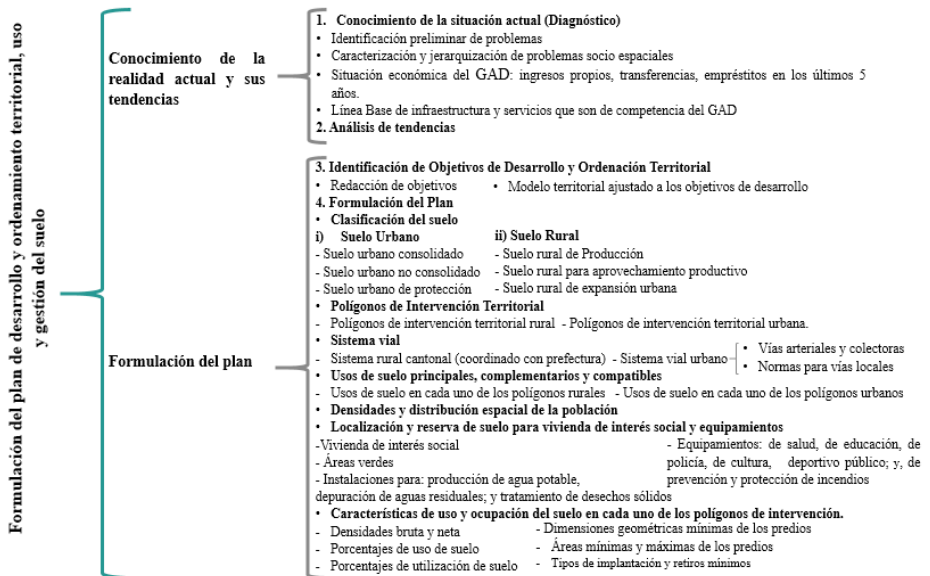 Formulación del plan de desarrollo y ordenamiento territorial, uso
y gestión del suelo
Conocimiento de la
realidad actual y sus
tendencias
1. Conocimiento de la situación actual (Diagnóstico)
• Identificación preliminar de problemas
• Caracterización y jerarquización de problemas socio espaciales
• Situación económica del GAD: ingresos propios, transferencias, empréstitos en los últimos 5
años.
• Línea Base de infraestructura y servicios que son de competencia del GAD
2. Análisis de tendencias
Formulación del plan
3. Identificación de Objetivos de Desarrollo y Ordenación Territorial
• Redacción de objetivos • Modelo territorial ajustado a los objetivos de desarrollo
4. Formulación del Plan
• Clasificación del suelo
i) Suelo Urbano ii) Suelo Rural
- Suelo urbano consolidado - Suelo rural de Producción
- Suelo urbano no consolidado - Suelo rural para aprovechamiento productivo
- Suelo urbano de protección - Suelo rural de expansión urbana
• Polígonos de Intervención Territorial
- Polígonos de intervención territorial rural - Polígonos de intervención territorial urbana.
• Sistema vial
- Sistema rural cantonal (coordinado con prefectura) - Sistema vial urbano
• Vías arteriales y colectoras
• Normas para vías locales
• Usos de suelo principales, complementarios y compatibles
- Usos de suelo en cada uno de los polígonos rurales - Usos de suelo en cada uno de los polígonos urbanos
• Densidades y distribución espacial de la población
• Localización y reserva de suelo para vivienda de interés social y equipamientos
-Vivienda de interés social
- Áreas verdes
- Instalaciones para: producción de agua potable,
depuración de aguas residuales; y tratamiento de desechos sólidos
- Equipamientos: de salud, de educación, de
policía, de cultura, deportivo público; y, de
prevención y protección de incendios
• Características de uso y ocupación del suelo en cada uno de los polígonos de intervención.
- Densidades bruta y neta - Dimensiones geométricas mínimas de los predios
- Porcentajes de uso de suelo - Áreas mínimas y máximas de los predios
- Porcentajes de utilización de suelo - Tipos de implantación y retiros mínimos